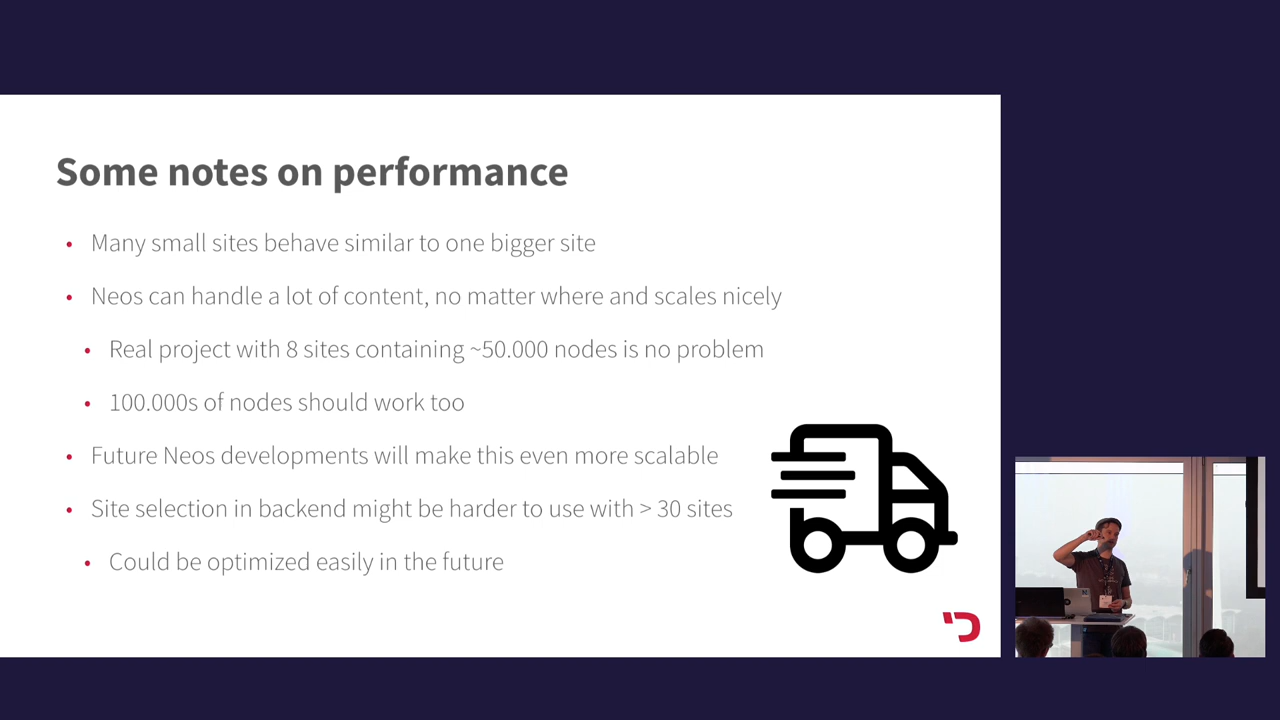 Some notes on performance
• Many small sites behave similar to one bigger site
• Neos can handle a lot of content, no matter where and scales nicely
• Real project with 8 sites containing ~50.000 nodes is no problem
• 100.000s of nodes should work too
• Future Neos developments will make this even more scalable
• Site selection in backend might be harder to use with > 30 sites
• Could be optimized easily in the future